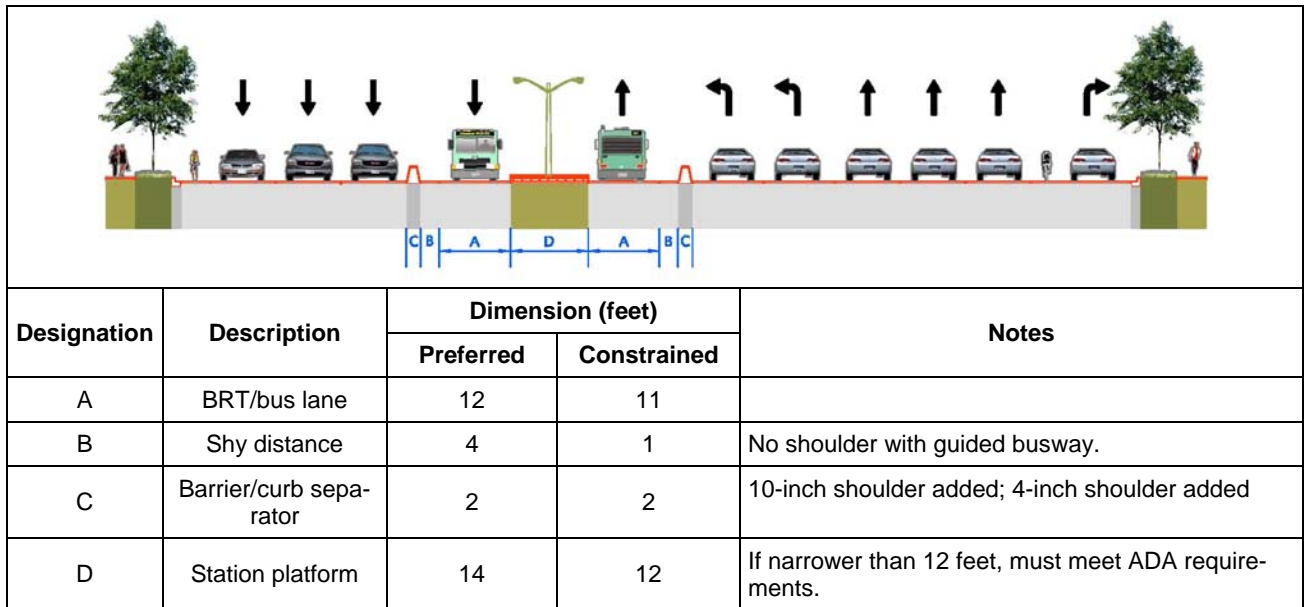 C B A D A B C
Designation Description Dimension (feet) Notes
Preferred Constrained
A BRT/bus lane 12 11
B Shy distance 4 1 No shoulder with guided busway.
C Barrier/curb sepa-
rator 2 2 10-inch shoulder added; 4-inch shoulder added
D Station platform 14 12 If narrower than 12 feet, must meet ADA require-
ments.